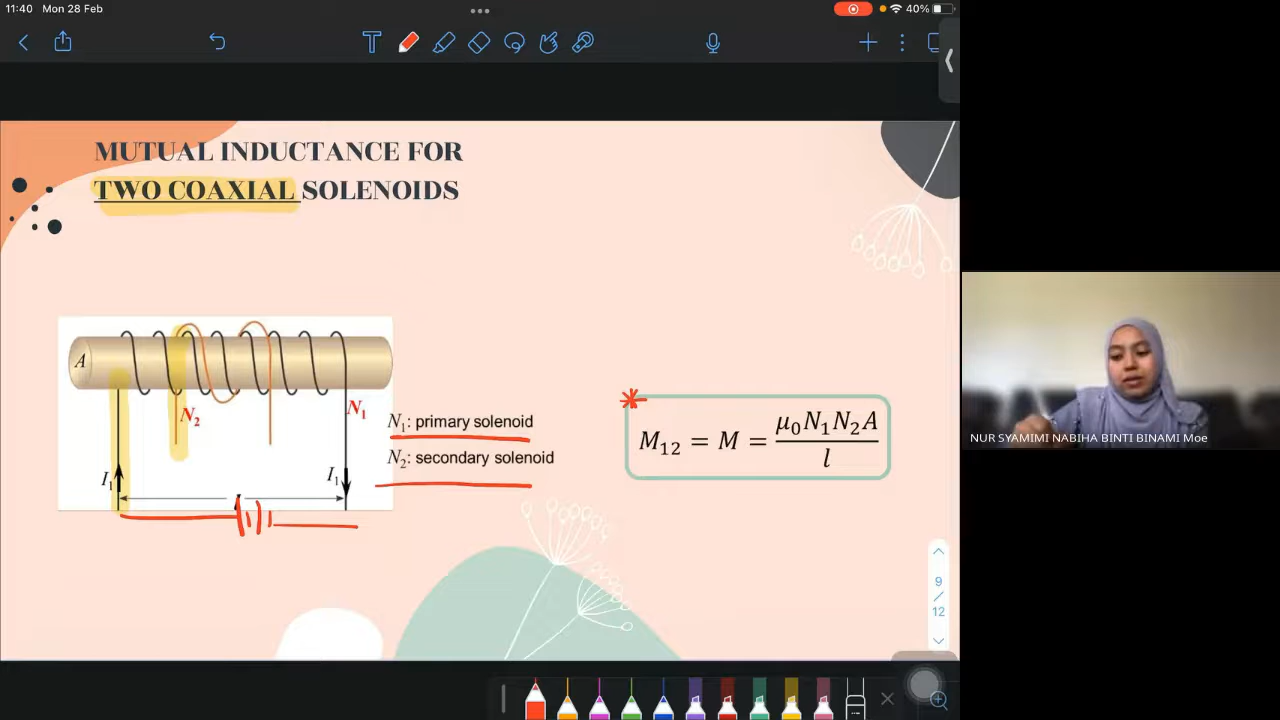 11:40 Mon 28 Feb
40%
MUTUAL INDUCTANCE FOR
TWO COAXIAL SOLENOIDS
A
N₂
N₁
I₁
I₁
N₁: primary solenoid
N₂: secondary solenoid
M₁₂ = M = μ₀N₁N₂A / l
NUR SYAMIMI NABIHA BINTI BINAMI Moe
9
/
12